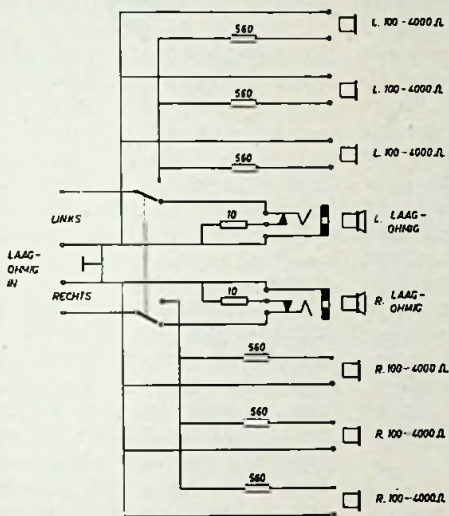 560
L. 100-4000 Ω
560
L. 100-4000 Ω
560
L. 100-4000 Ω
LINKS
10
L. LAAG-
OHMIG
LAAG-
OHMIG
IN
RECHTS
10
R. LAAG-
OHMIG
560
R. 100-4000 Ω
560
R. 100-4000 Ω
560
R. 100-4000 Ω